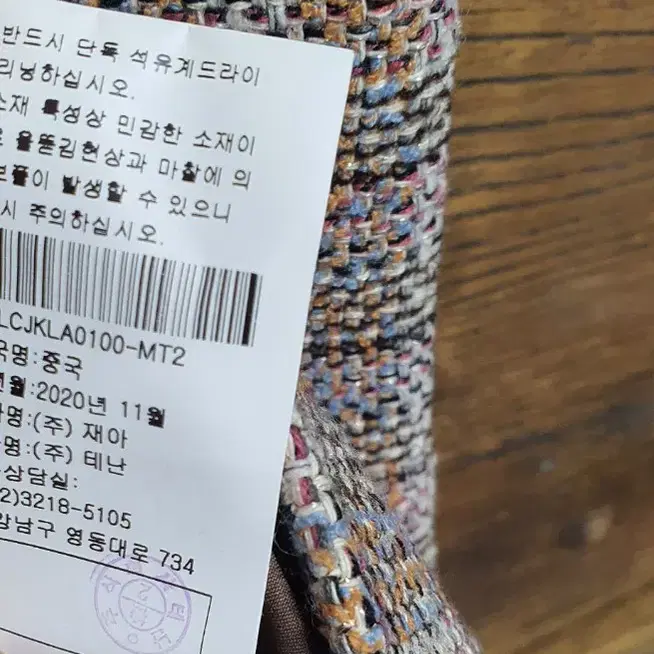 반드시 단독 석유계드라이
리닝하십시오.
소재 특성상 민감한 소재이
로 올뜯김현상과 마찰에 의
보풀이 발생할 수 있으니
시 주의하십시오.
LCJKLA0100-MT2
국명:중국
년월:2020년 11월
명:(주) 재아
명:(주) 테난
상담실:
2)3218-5105
강남구 영동대로 734